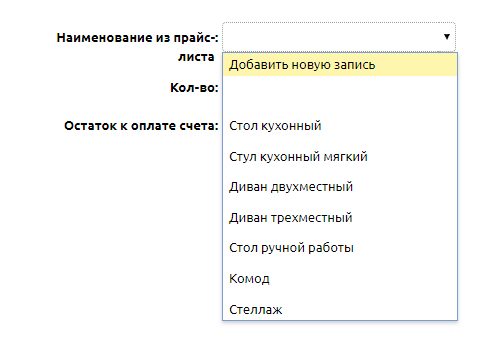 Наименование из прайс-:
листа
▼
Добавить новую запись
Кол-во:
Остаток к оплате счета:
Стол кухонный
Стул кухонный мягкий
Диван двухместный
Диван трехместный
Стол ручной работы
Комод
Стеллаж